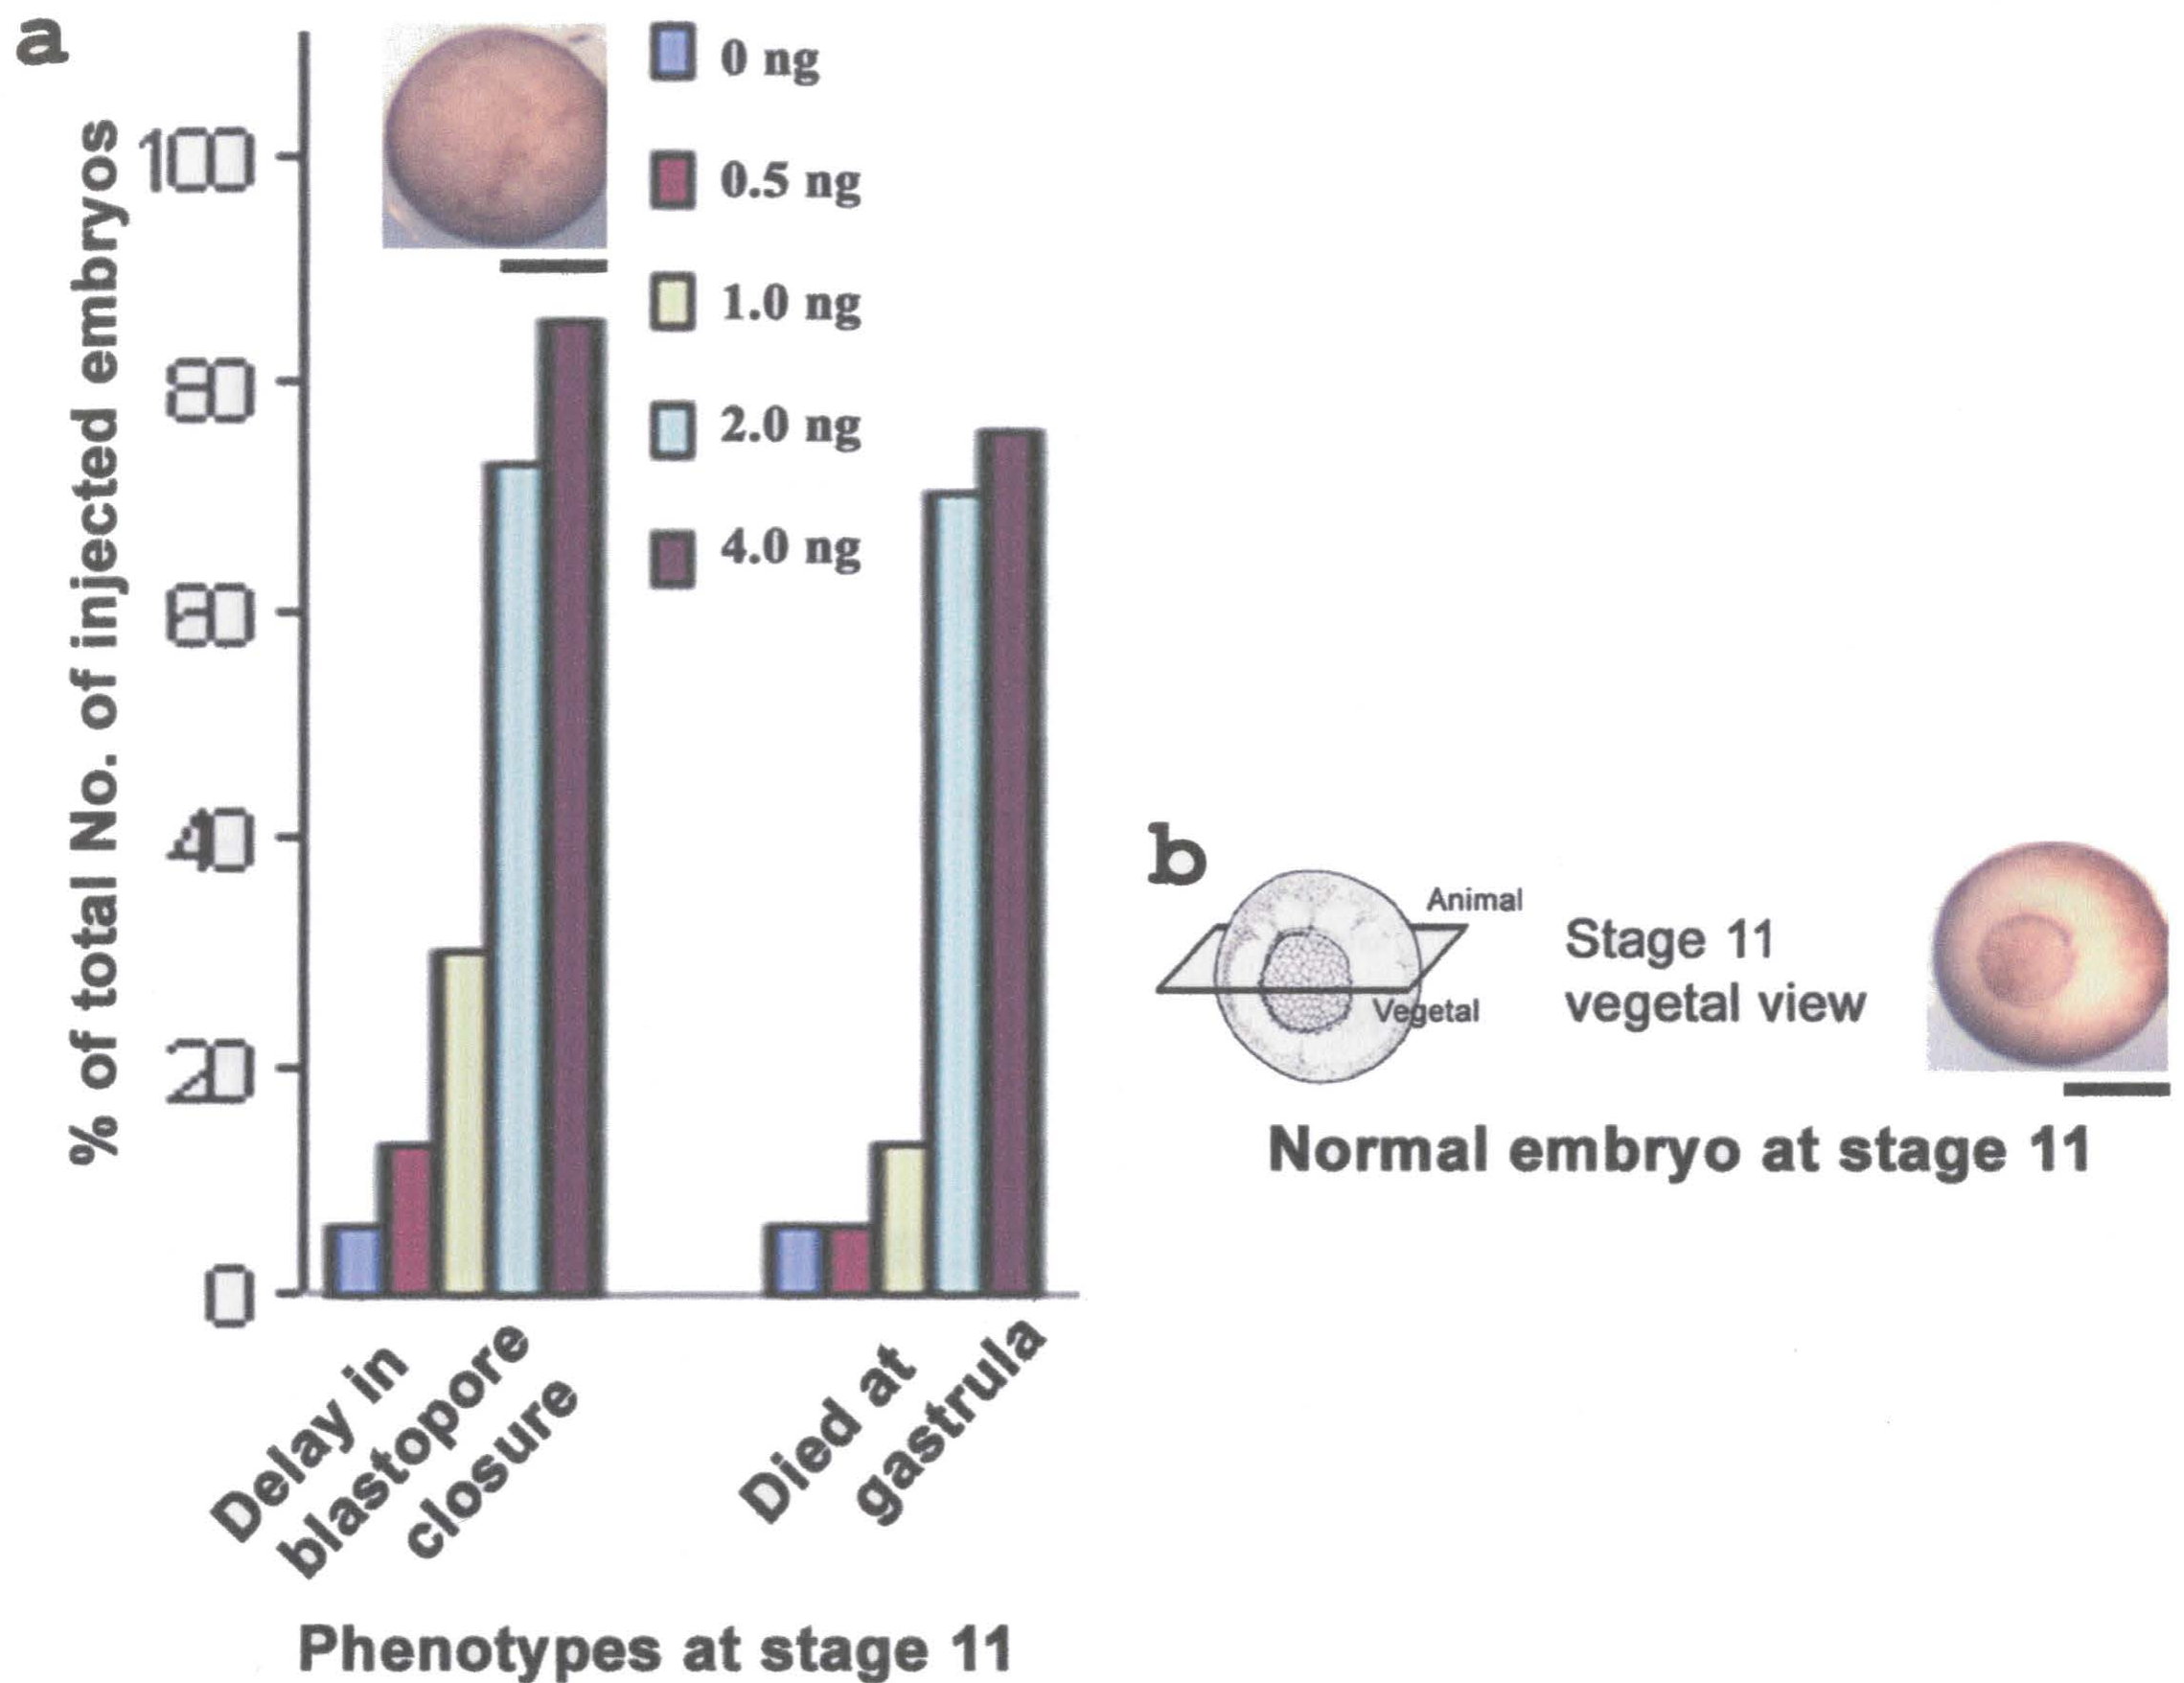 a
% of total No. of injected embryos
100
80
60
40
20
0
0 ng
0.5 ng
1.0 ng
2.0 ng
4.0 ng
Delay in
blastopore
closure
Died at
gastrula
Phenotypes at stage 11
b
Animal
Vegetal
Stage 11
vegetal view
Normal embryo at stage 11